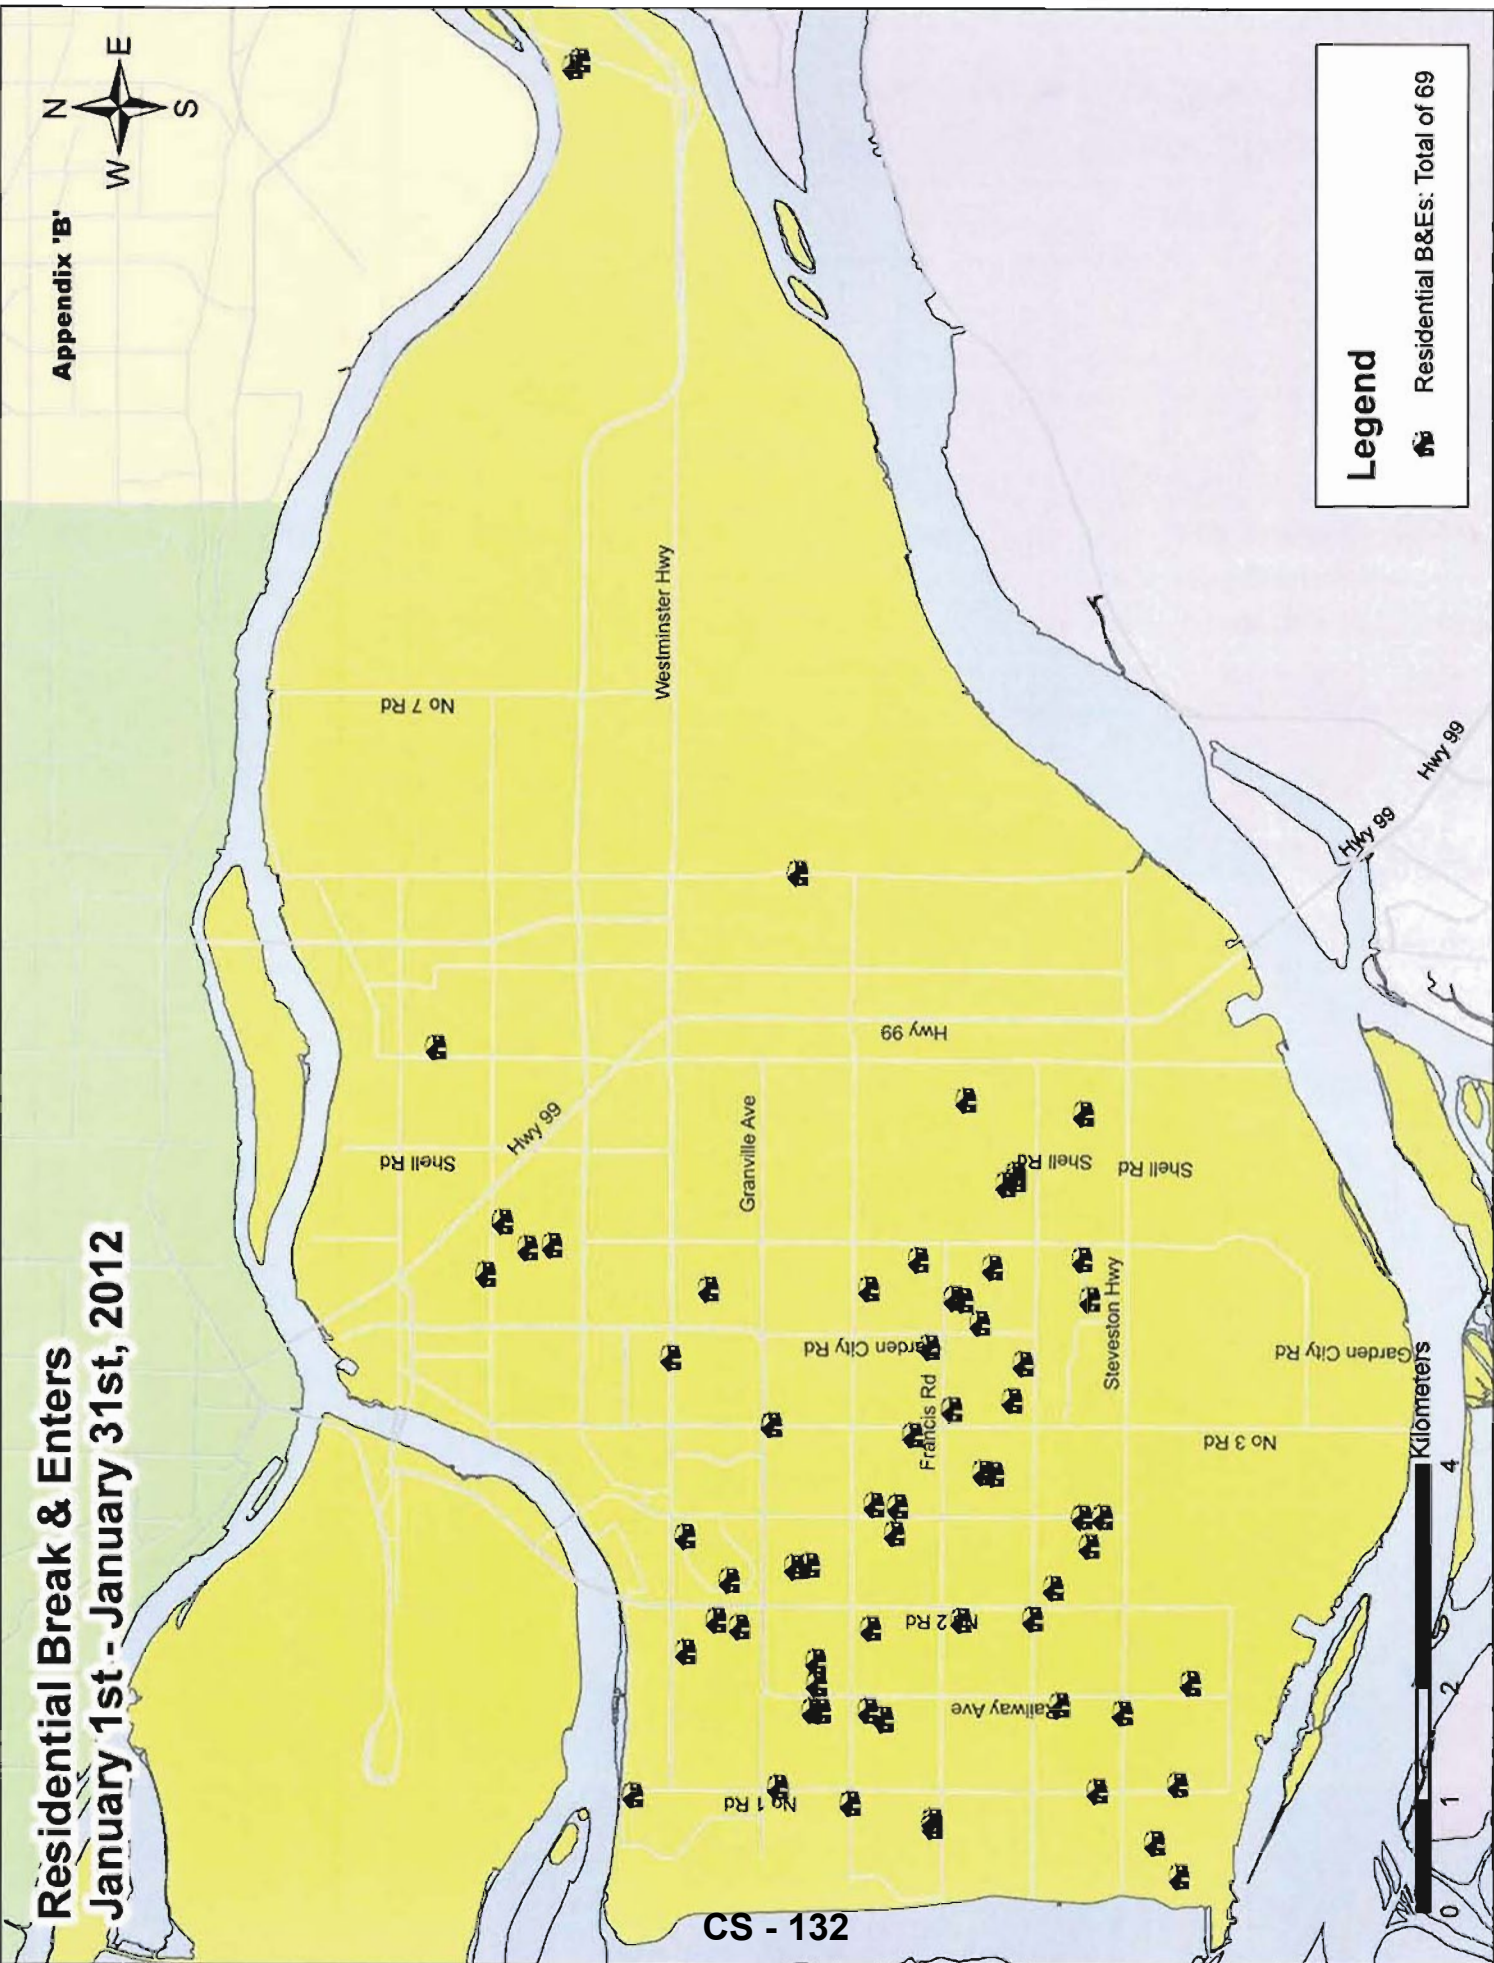 Residential Break & Enters
January 1st - January 31st, 2012
Appendix 'B'
N
W
E
S
No 7 Rd
Westminster Hwy
Shell Rd
Hwy 99
Granville Ave
Hwy 99
Shell Rd
Shell Rd
Garden City Rd
Francis Rd
Steveston Hwy
Garden City Rd
No 3 Rd
No 2 Rd
Railway Ave
No 1 Rd
Hwy 99
Hwy 99
Legend
Residential B&Es: Total of 69
Kilometers
0 1 2 4
CS - 132